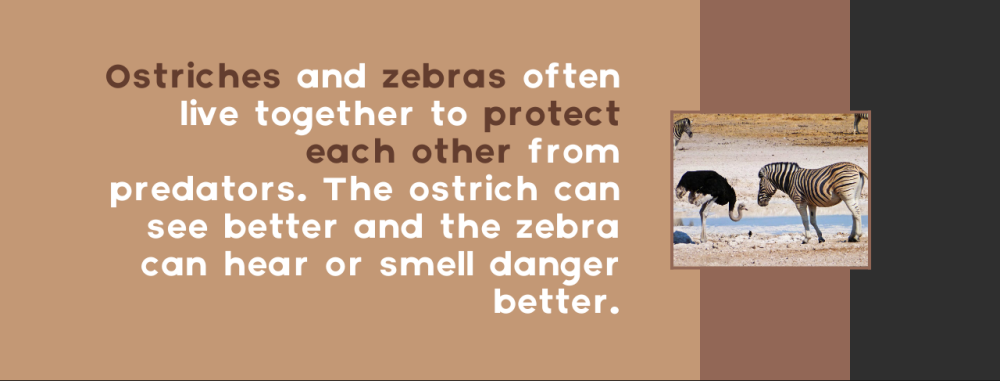 Ostriches and zebras often
live together to protect
each other from
predators. The ostrich can
see better and the zebra
can hear or smell danger
better.